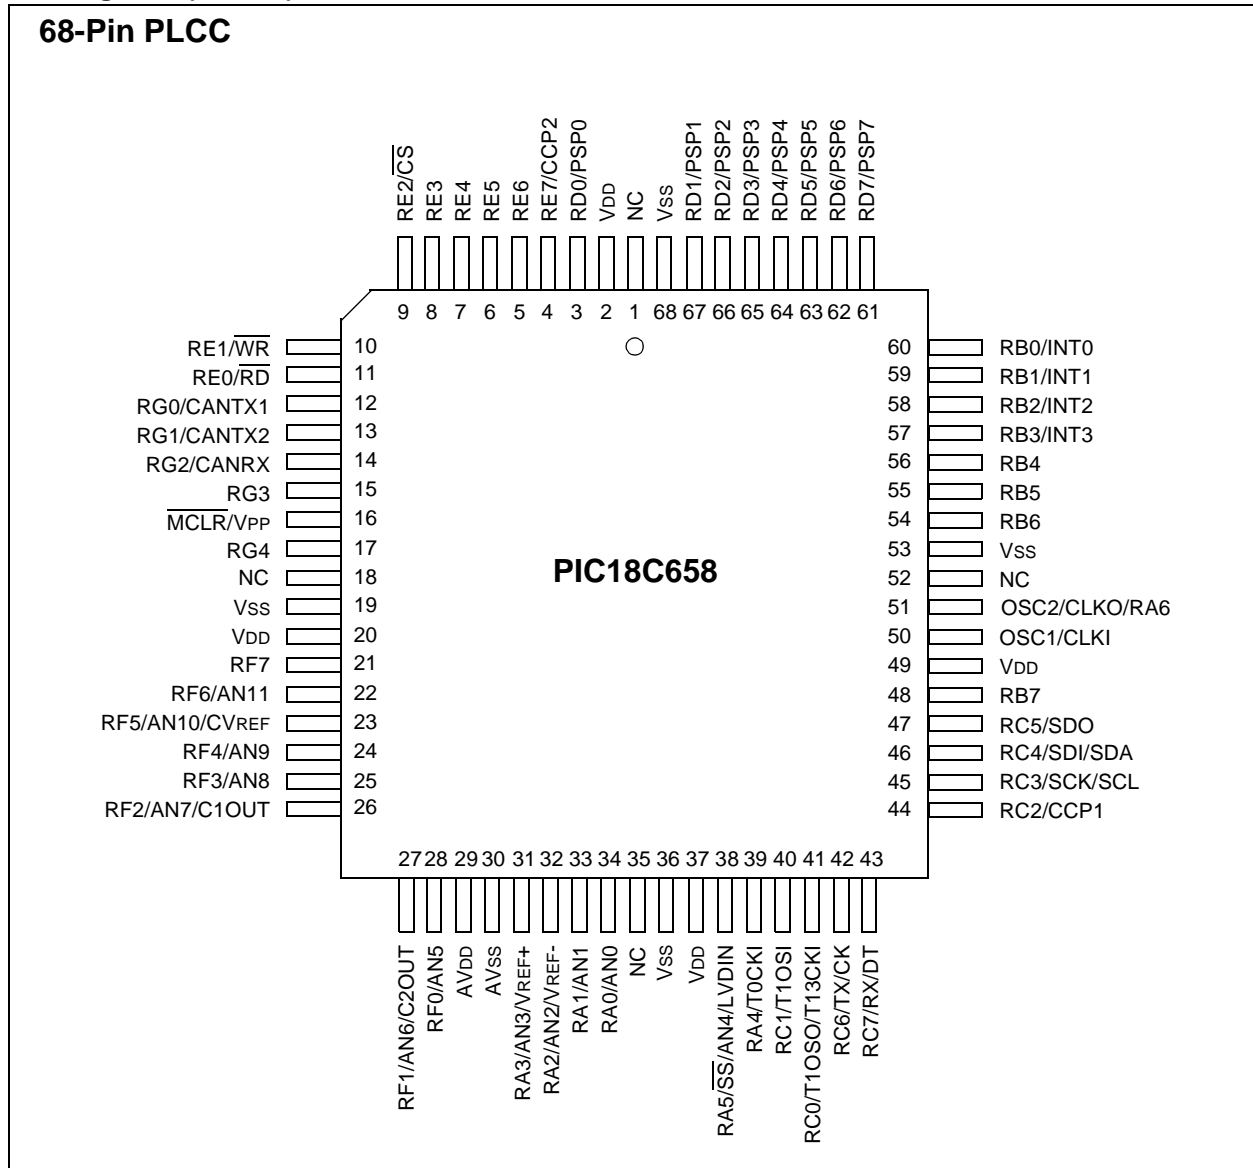 68-Pin PLCC
RE2/CS
RE3
RE4
RE5
RE6
RE7/CCP2
RD0/PSP0
VDD
NC
VSS
RD1/PSP1
RD2/PSP2
RD3/PSP3
RD4/PSP4
RD5/PSP5
RD6/PSP6
RD7/PSP7
9 8 7 6 5 4 3 2 1 68 67 66 65 64 63 62 61
RE1/WR 10
RE0/RD 11
RG0/CANTX1 12
RG1/CANTX2 13
RG2/CANRX 14
RG3 15
MCLR/VPP 16
RG4 17
NC 18
VSS 19
VDD 20
RF7 21
RF6/AN11 22
RF5/AN10/CVREF 23
RF4/AN9 24
RF3/AN8 25
RF2/AN7/C1OUT 26
PIC18C658
60 RB0/INT0
59 RB1/INT1
58 RB2/INT2
57 RB3/INT3
56 RB4
55 RB5
54 RB6
53 VSS
52 NC
51 OSC2/CLKO/RA6
50 OSC1/CLKI
49 VDD
48 RB7
47 RC5/SDO
46 RC4/SDI/SDA
45 RC3/SCK/SCL
44 RC2/CCP1
27 28 29 30 31 32 33 34 35 36 37 38 39 40 41 42 43
RF1/AN6/C2OUT
RF0/AN5
AVDD
AVSS
RA3/AN3/VREF+
RA2/AN2/VREF-
RA1/AN1
RA0/AN0
NC
VSS
VDD
RA5/SS/AN4/LVDIN
RA4/T0CKI
RC1/T1OSI
RC0/T1OSO/T13CKI
RC6/TX/CK
RC7/RX/DT